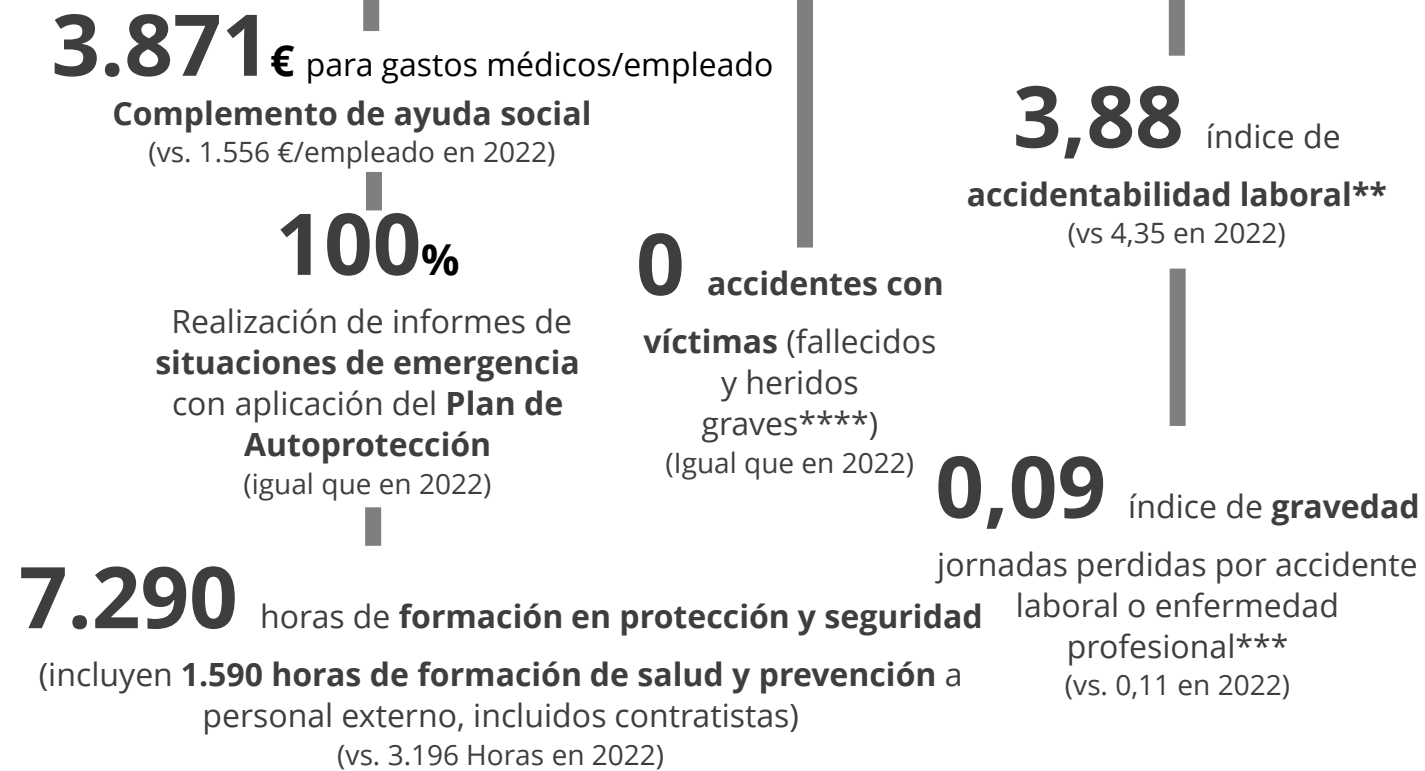 3.871€ para gastos médicos/empleado
Complemento de ayuda social
(vs. 1.556 €/empleado en 2022)
100%
Realización de informes de
situaciones de emergencia
con aplicación del Plan de
Autoprotección
(igual que en 2022)
7.290 horas de formación en protección y seguridad
(incluyen 1.590 horas de formación de salud y prevención a
personal externo, incluidos contratistas)
(vs. 3.196 Horas en 2022)
0 accidentes con
víctimas (fallecidos
y heridos
graves****)
(Igual que en 2022)
3,88 índice de
accidentabilidad laboral**
(vs 4,35 en 2022)
0,09 índice de gravedad
jornadas perdidas por accidente
laboral o enfermedad
profesional***
(vs. 0,11 en 2022)